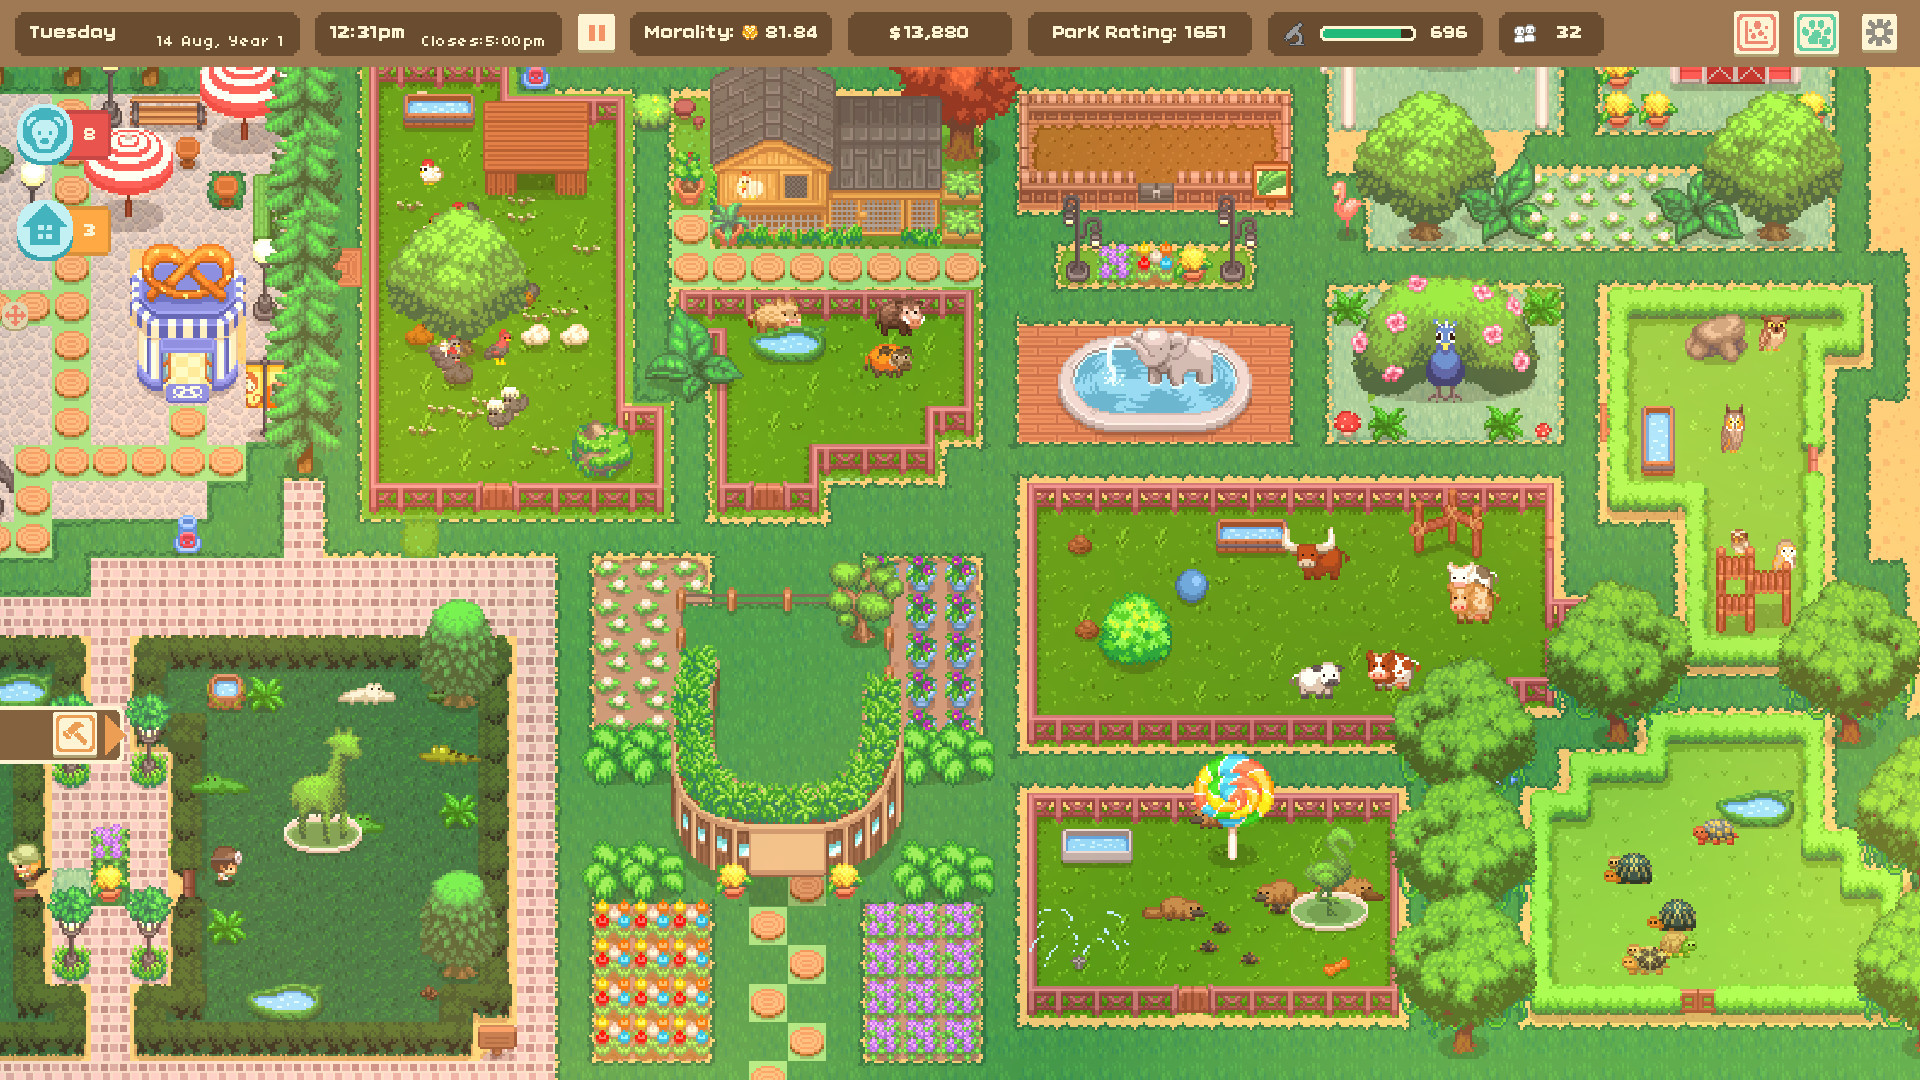 Tuesday 14 Aug, Year 1
12:31pm Closes:5:00pm
Morality: 81.84
$13,880
Park Rating: 1651
696
32
8
3